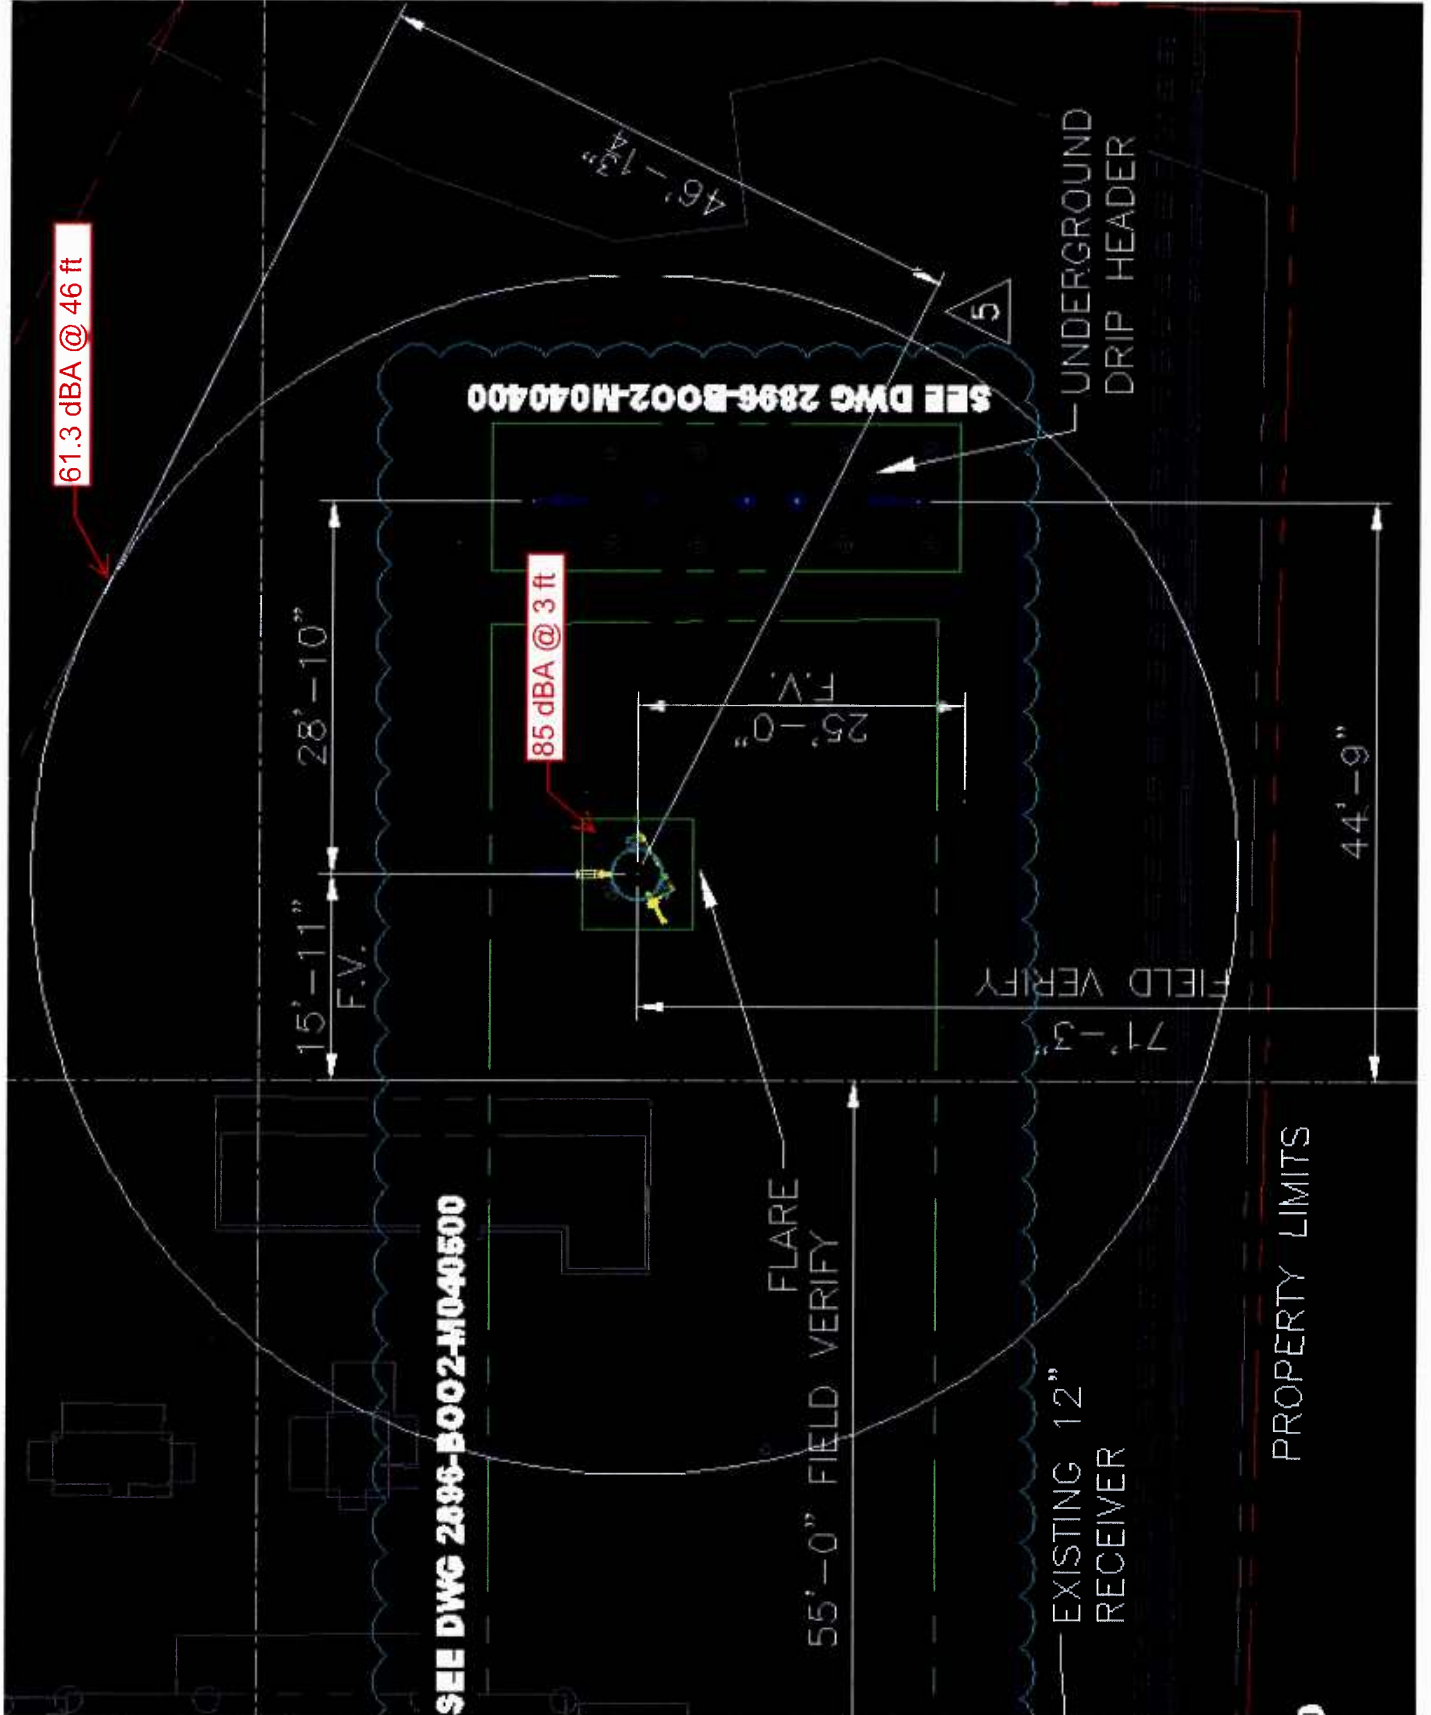 61.3 dBA @ 46 ft
46'-1 3/4"
5
UNDERGROUND
DRIP HEADER
SEE DWG 2896-B002-M040400
28'-10"
85 dBA @ 3 ft
25'-0"
F.V.
15'-11"
F.V.
44'-9"
71'-3"
FIELD VERIFY
FLARE
55'-0" FIELD VERIFY
SEE DWG 2896-B002-M040500
EXISTING 12"
RECEIVER
PROPERTY LIMITS